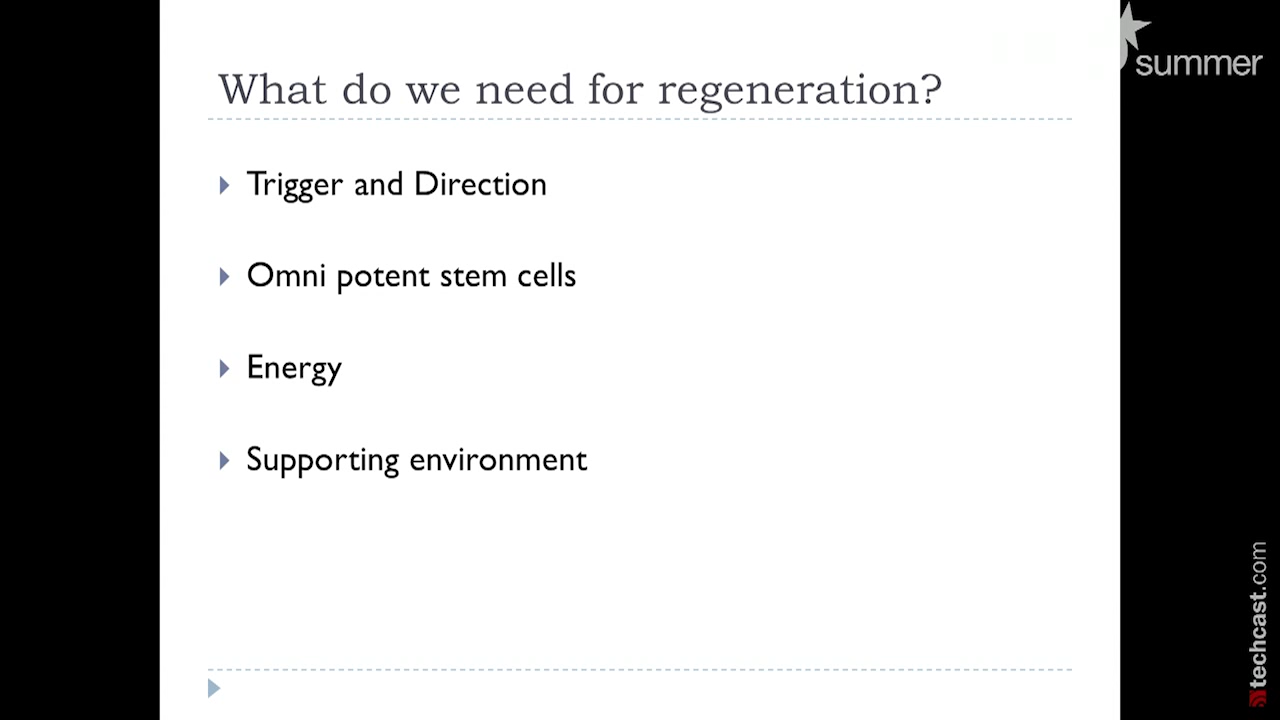 What do we need for regeneration?
Trigger and Direction
Omni potent stem cells
Energy
Supporting environment
summer
techcast.com